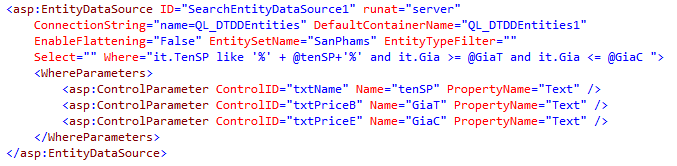 <asp:EntityDataSource ID="SearchEntityDataSource1" runat="server"
ConnectionString="name=QL_DTDDEntities" DefaultContainerName="QL_DTDDEntities1"
EnableFlattening="False" EntitySetName="SanPhams" EntityTypeFilter=""
Select="" Where="it.TenSP like '%' + @tenSP+'%' and it.Gia >= @GiaT and it.Gia <= @GiaC ">
<WhereParameters>
<asp:ControlParameter ControlID="txtName" Name="tenSP" PropertyName="Text" />
<asp:ControlParameter ControlID="txtPriceB" Name="GiaT" PropertyName="Text" />
<asp:ControlParameter ControlID="txtPriceE" Name="GiaC" PropertyName="Text" />
</WhereParameters>
</asp:EntityDataSource>